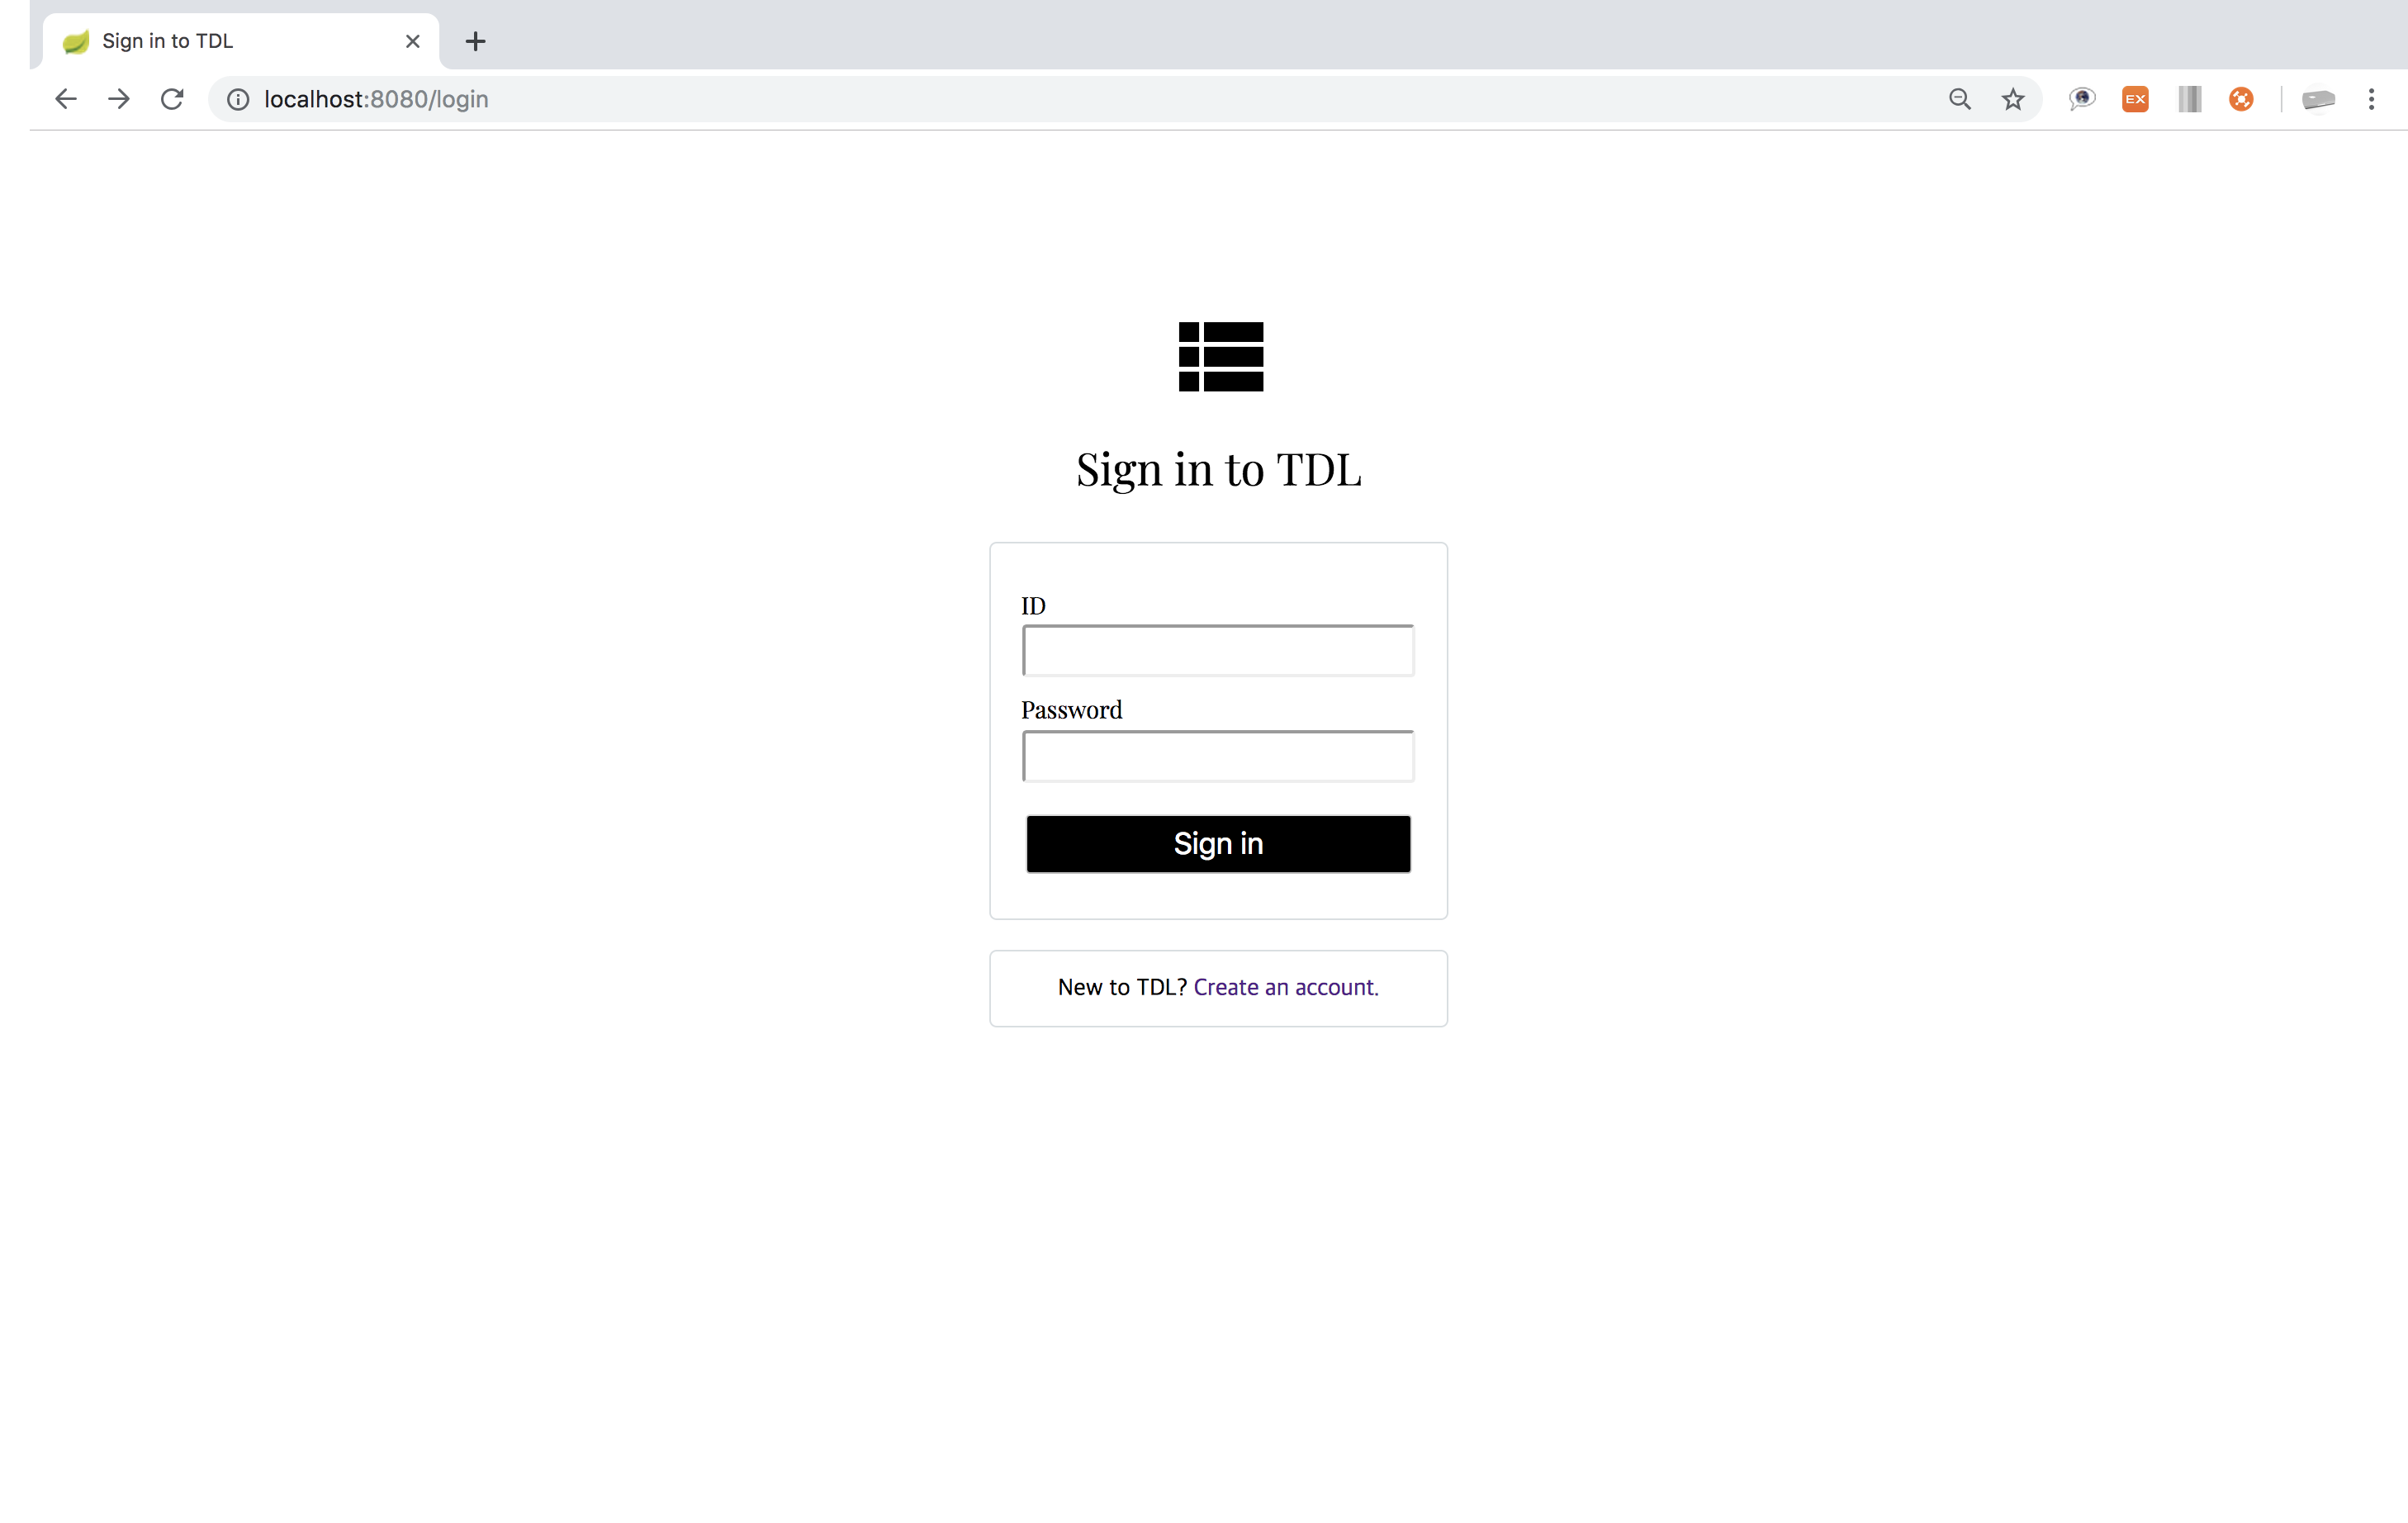 Sign in to TDL
localhost:8080/login
EX
Sign in to TDL
ID
Password
Sign in
New to TDL? Create an account.